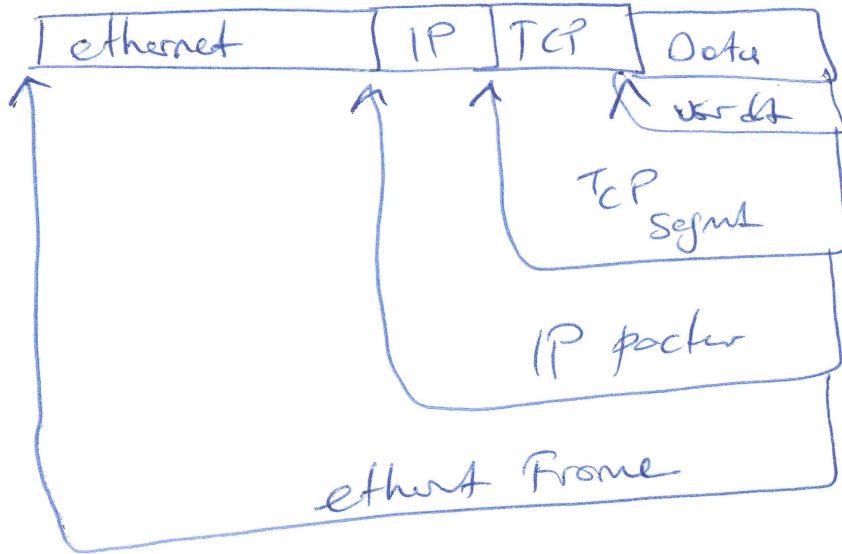 ethernet IP TCP Data
usr dt
TCP
Segmt
IP packet
ethernt Frame